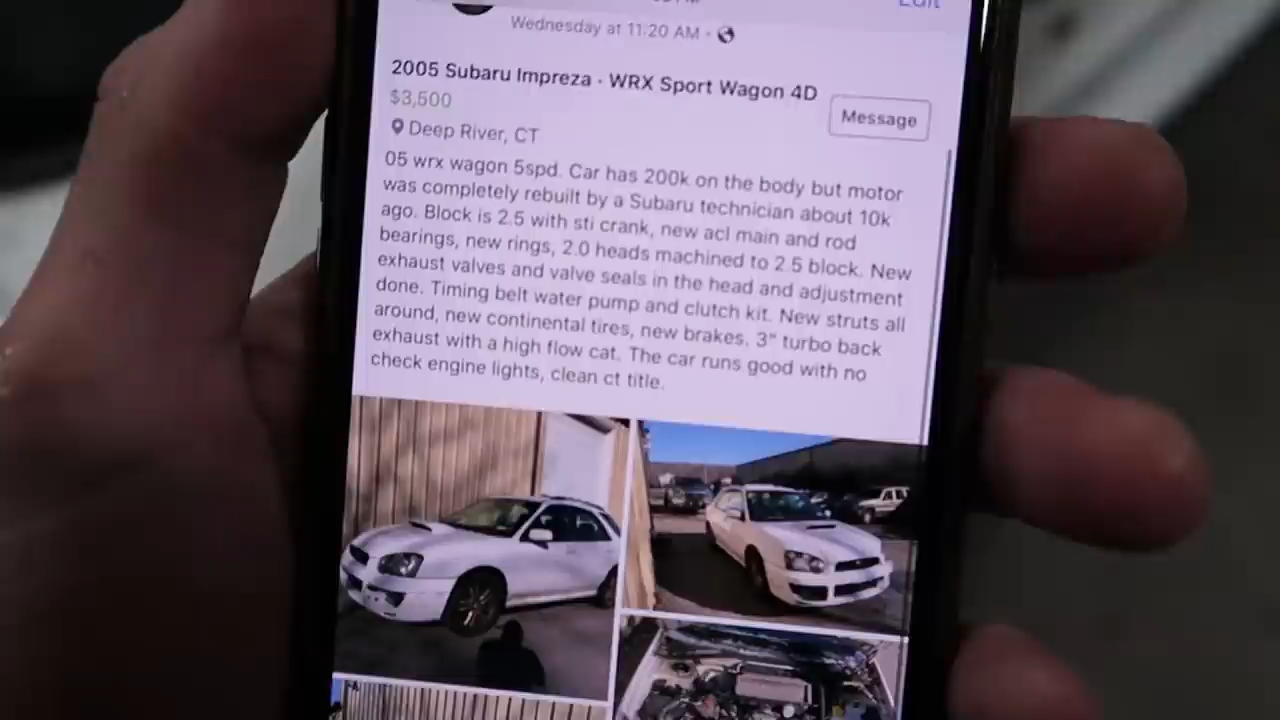 Edit
Wednesday at 11:20 AM ·
2005 Subaru Impreza · WRX Sport Wagon 4D
$3,500
Message
Deep River, CT
05 wrx wagon 5spd. Car has 200k on the body but motor
was completely rebuilt by a Subaru technician about 10k
ago. Block is 2.5 with sti crank, new acl main and rod
bearings, new rings, 2.0 heads machined to 2.5 block. New
exhaust valves and valve seals in the head and adjustment
done. Timing belt water pump and clutch kit. New struts all
around, new continental tires, new brakes. 3" turbo back
exhaust with a high flow cat. The car runs good with no
check engine lights, clean ct title.